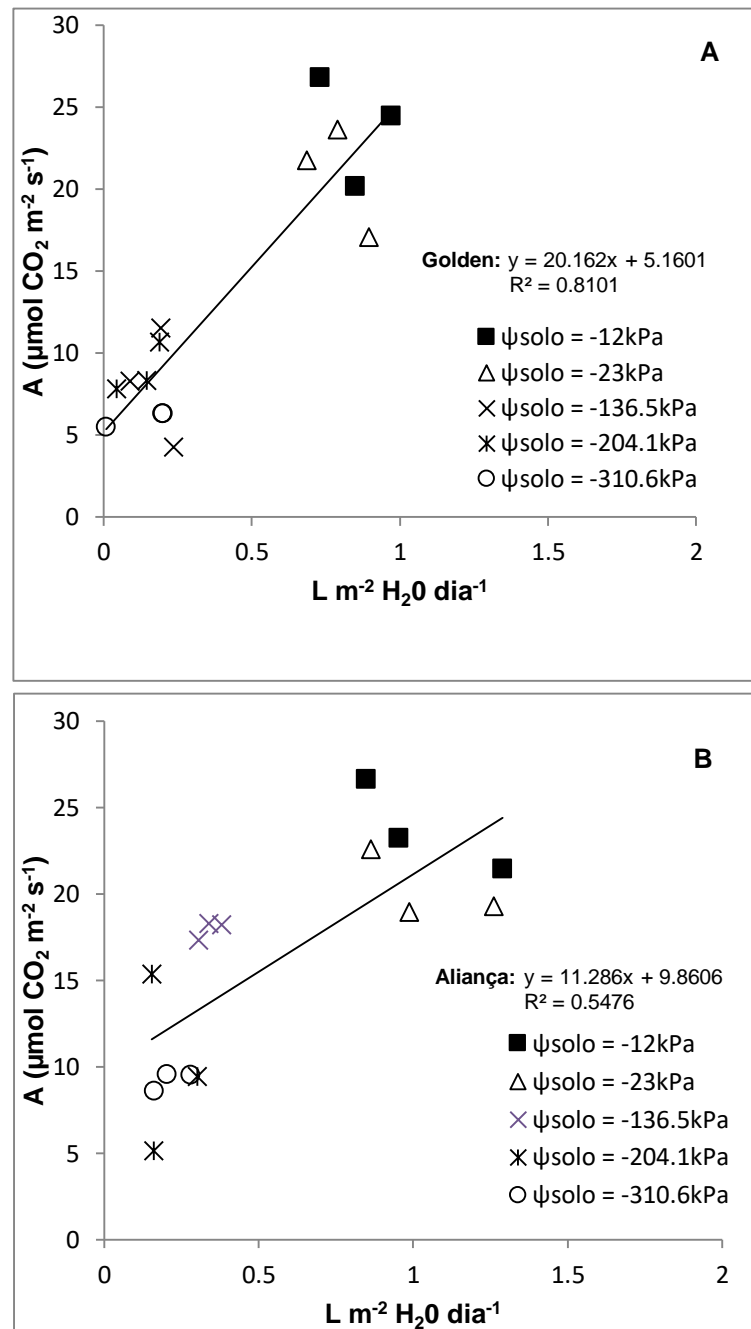 A
30
25
20
15
10
5
0
A (µmol CO₂ m⁻² s⁻¹)
Golden: y = 20.162x + 5.1601
R² = 0.8101
ψsolo = -12kPa
ψsolo = -23kPa
ψsolo = -136.5kPa
ψsolo = -204.1kPa
ψsolo = -310.6kPa
0 0.5 1 1.5 2
L m⁻² H₂0 dia⁻¹
B
30
25
20
15
10
5
0
A (µmol CO₂ m⁻² s⁻¹)
Aliança: y = 11.286x + 9.8606
R² = 0.5476
ψsolo = -12kPa
ψsolo = -23kPa
ψsolo = -136.5kPa
ψsolo = -204.1kPa
ψsolo = -310.6kPa
0 0.5 1 1.5 2
L m⁻² H₂0 dia⁻¹